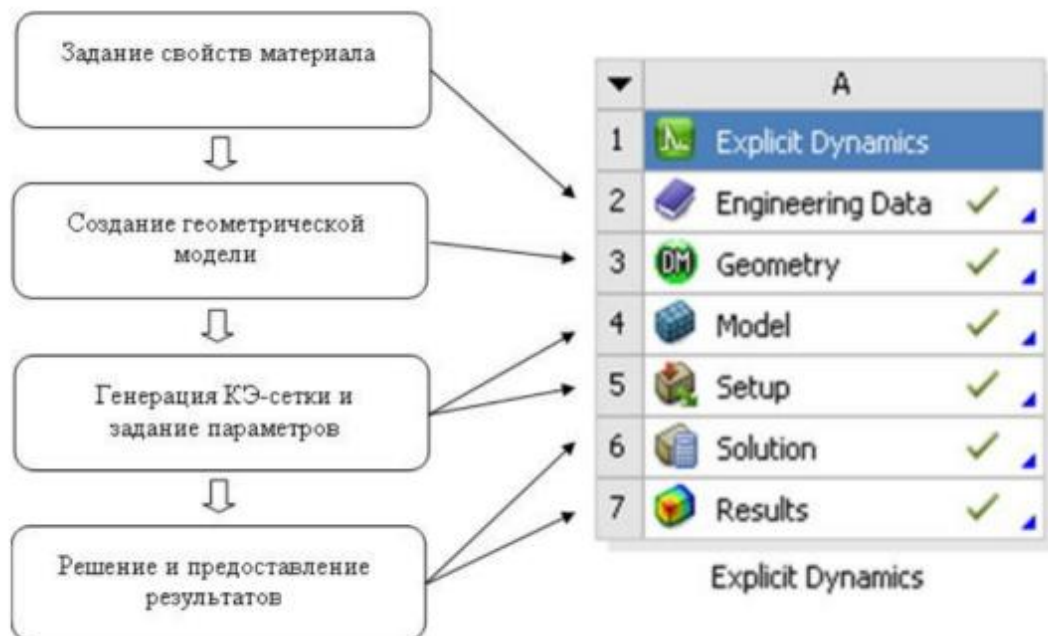 Задание свойств материала
Создание геометрической
модели
Генерация КЭ-сетки и
задание параметров
Решение и предоставление
результатов
A
1 Explicit Dynamics
2 Engineering Data
3 DM Geometry
4 Model
5 Setup
6 Solution
7 Results
Explicit Dynamics